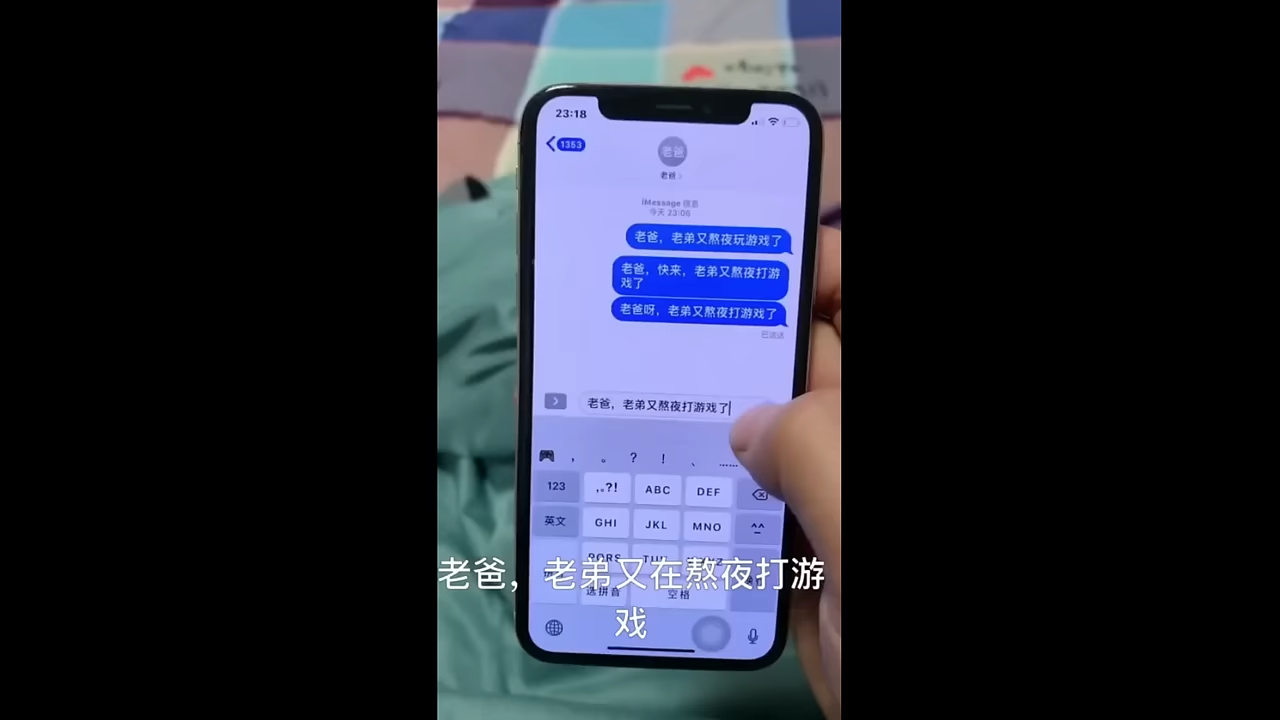 23:18
1353
老爸
老爸
iMessage 信息
今天 23:08
老爸，老弟又熬夜玩游戏了
老爸，快来，老弟又熬夜打游
戏了
老爸呀，老弟又熬夜打游戏了
已送达
老爸，老弟又熬夜打游戏了
， 。 ? ! 、 ……
123 ,。?! ABC DEF
英文 GHI JKL MNO ^^
PQRS
老爸，老弟又在熬夜打游
戏
选拼音 空格